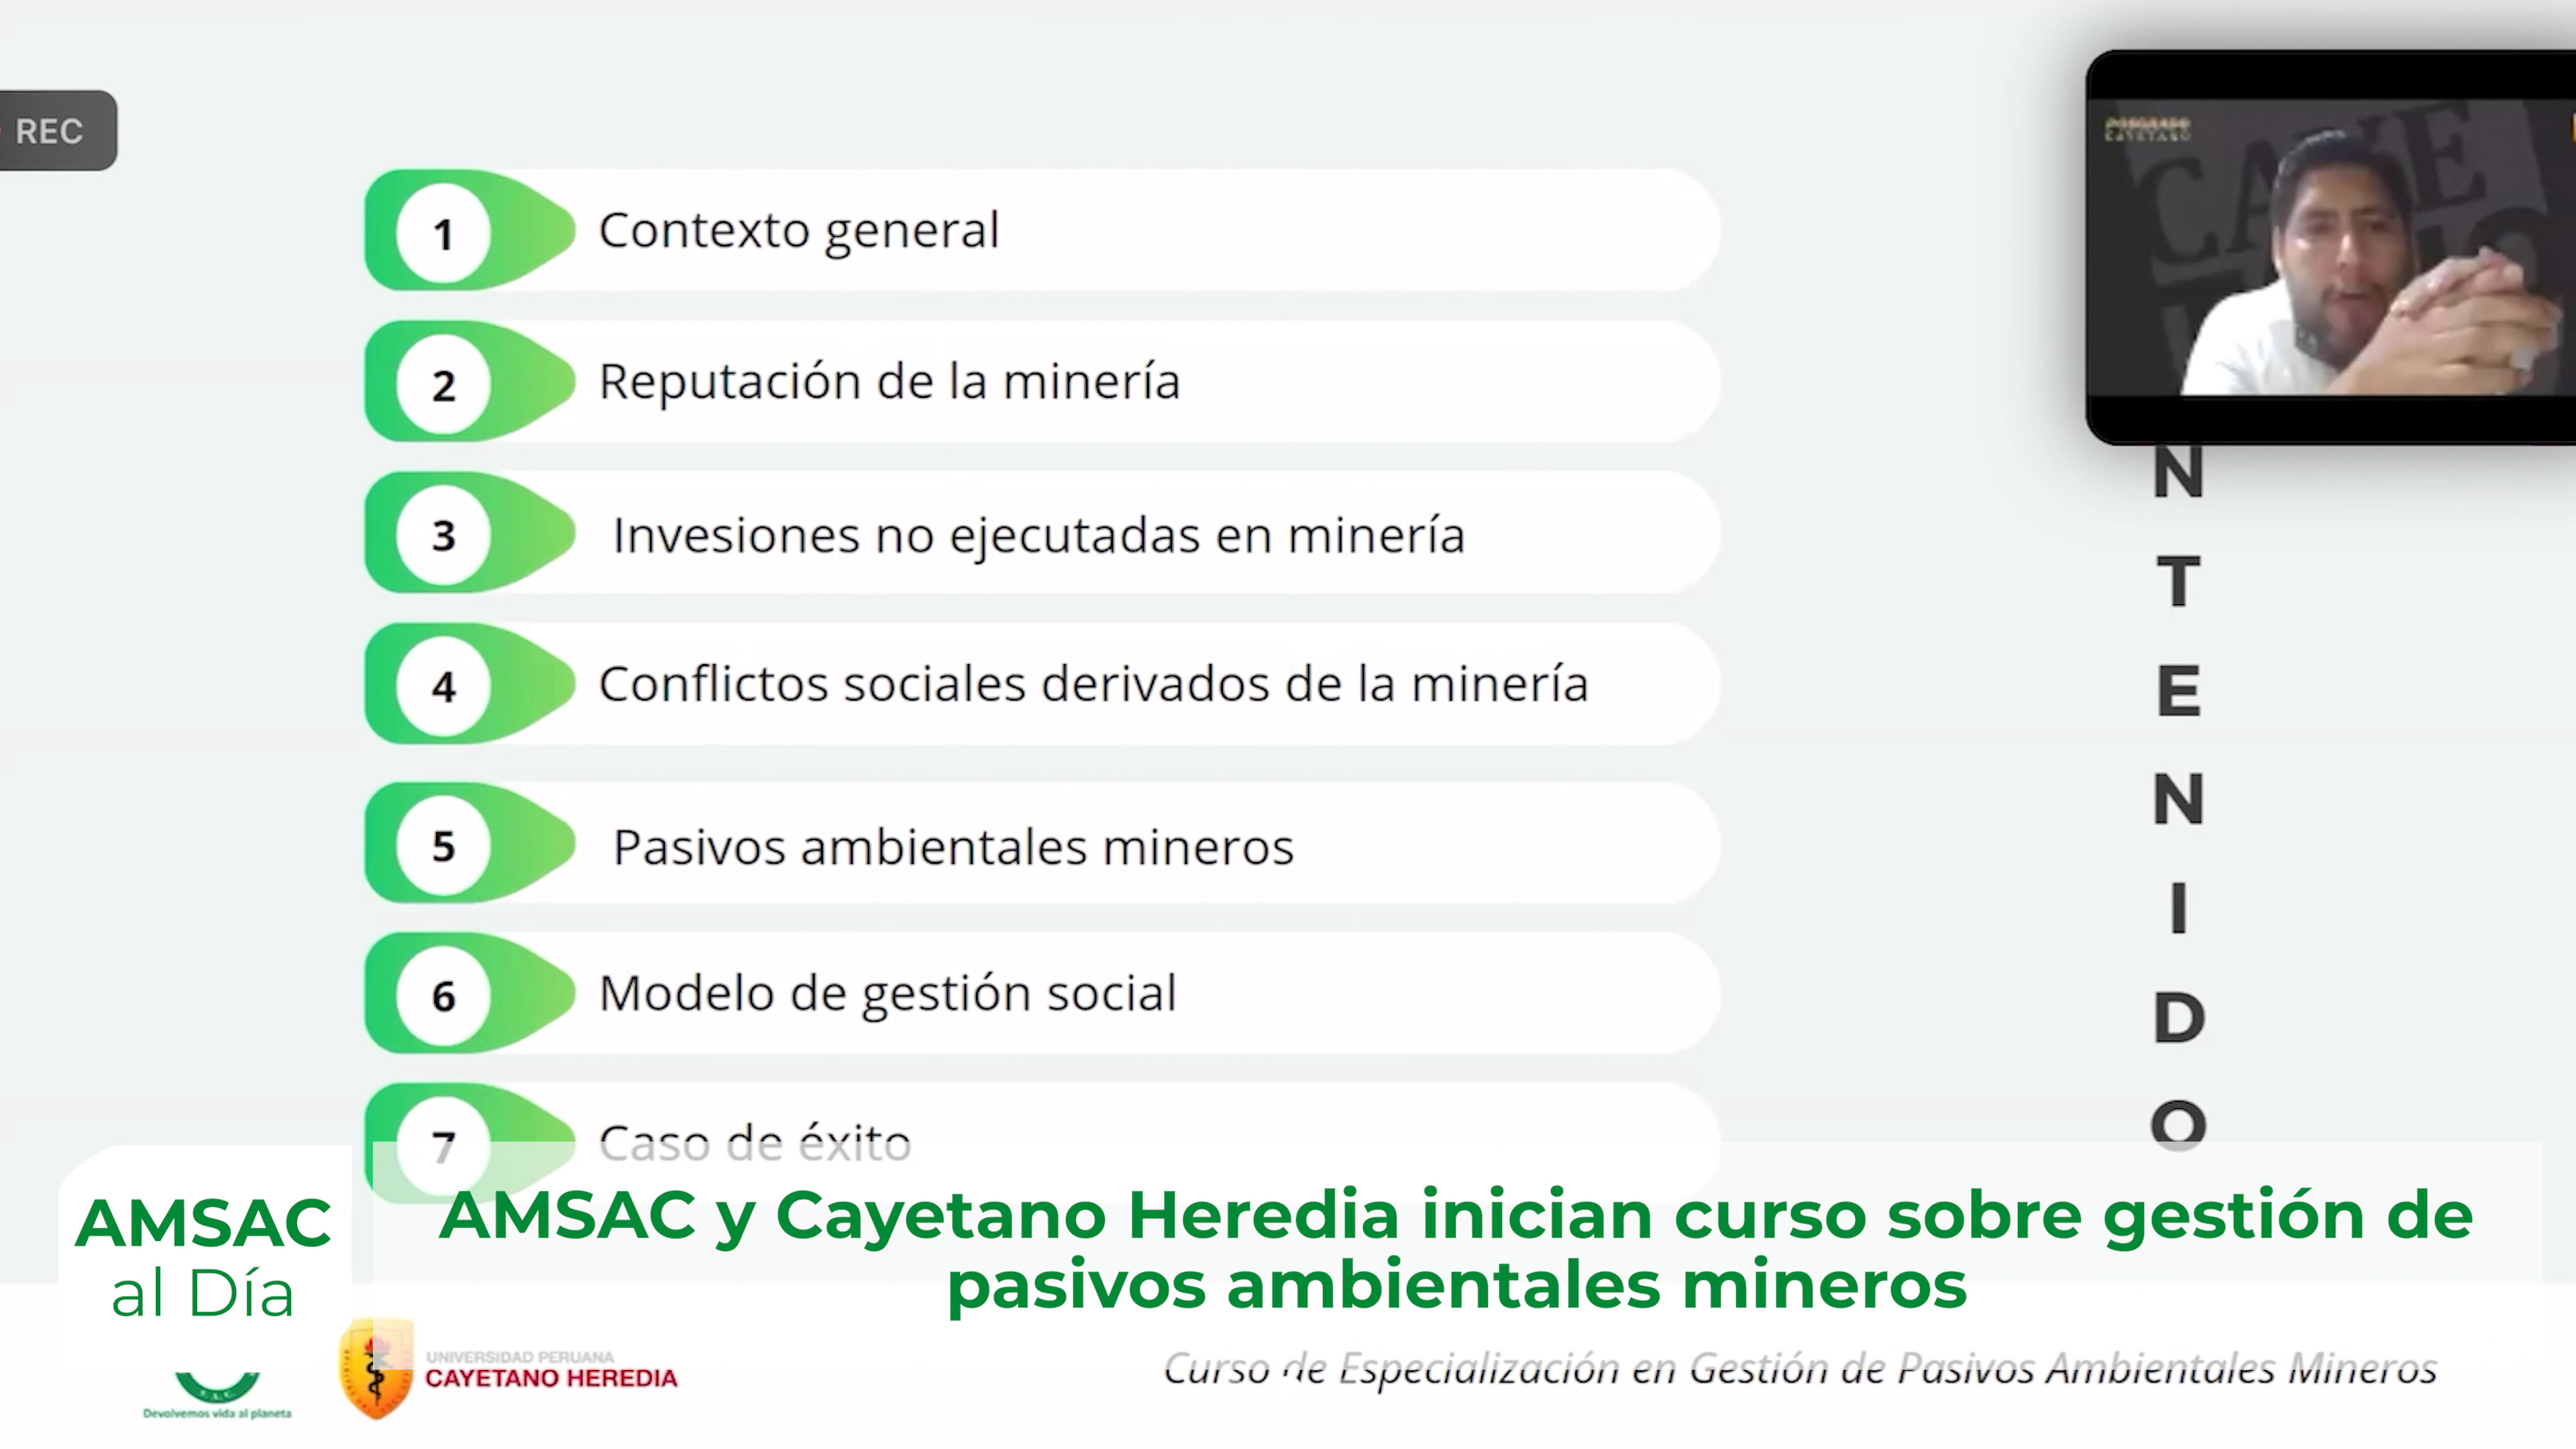 REC
POSGRADO
CAYETANO
CAYE
1 Contexto general
2 Reputación de la minería
3 Invesiones no ejecutadas en minería
4 Conflictos sociales derivados de la minería
5 Pasivos ambientales mineros
6 Modelo de gestión social
7 Caso de éxito
N
T
E
N
I
D
O
AMSAC
al Día
AMSAC y Cayetano Heredia inician curso sobre gestión de
pasivos ambientales mineros
S.A.C.
Devolvemos vida al planeta
UNIVERSIDAD PERUANA
CAYETANO HEREDIA
Curso de Especialización en Gestión de Pasivos Ambientales Mineros